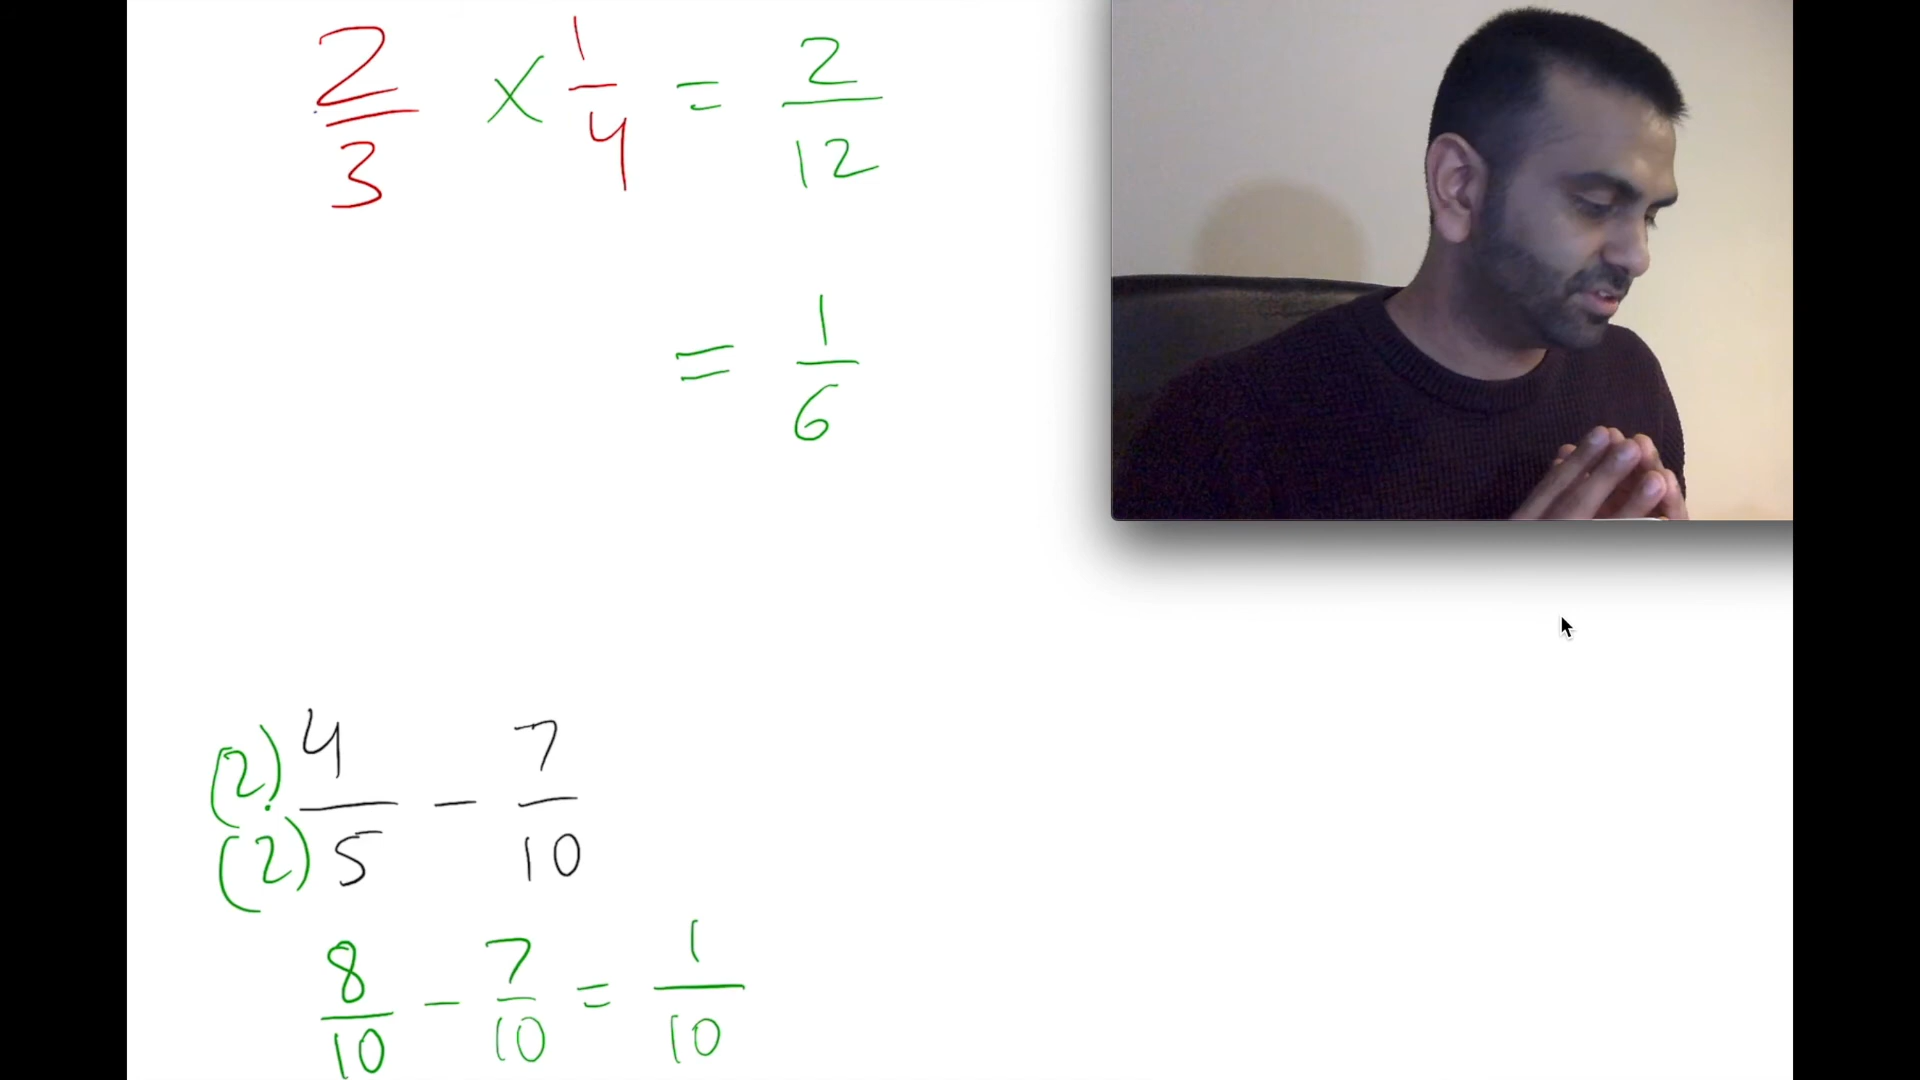 2/3 x 1/4 = 2/12
= 1/6
(2)4/(2)5 - 7/10
8/10 - 7/10 = 1/10